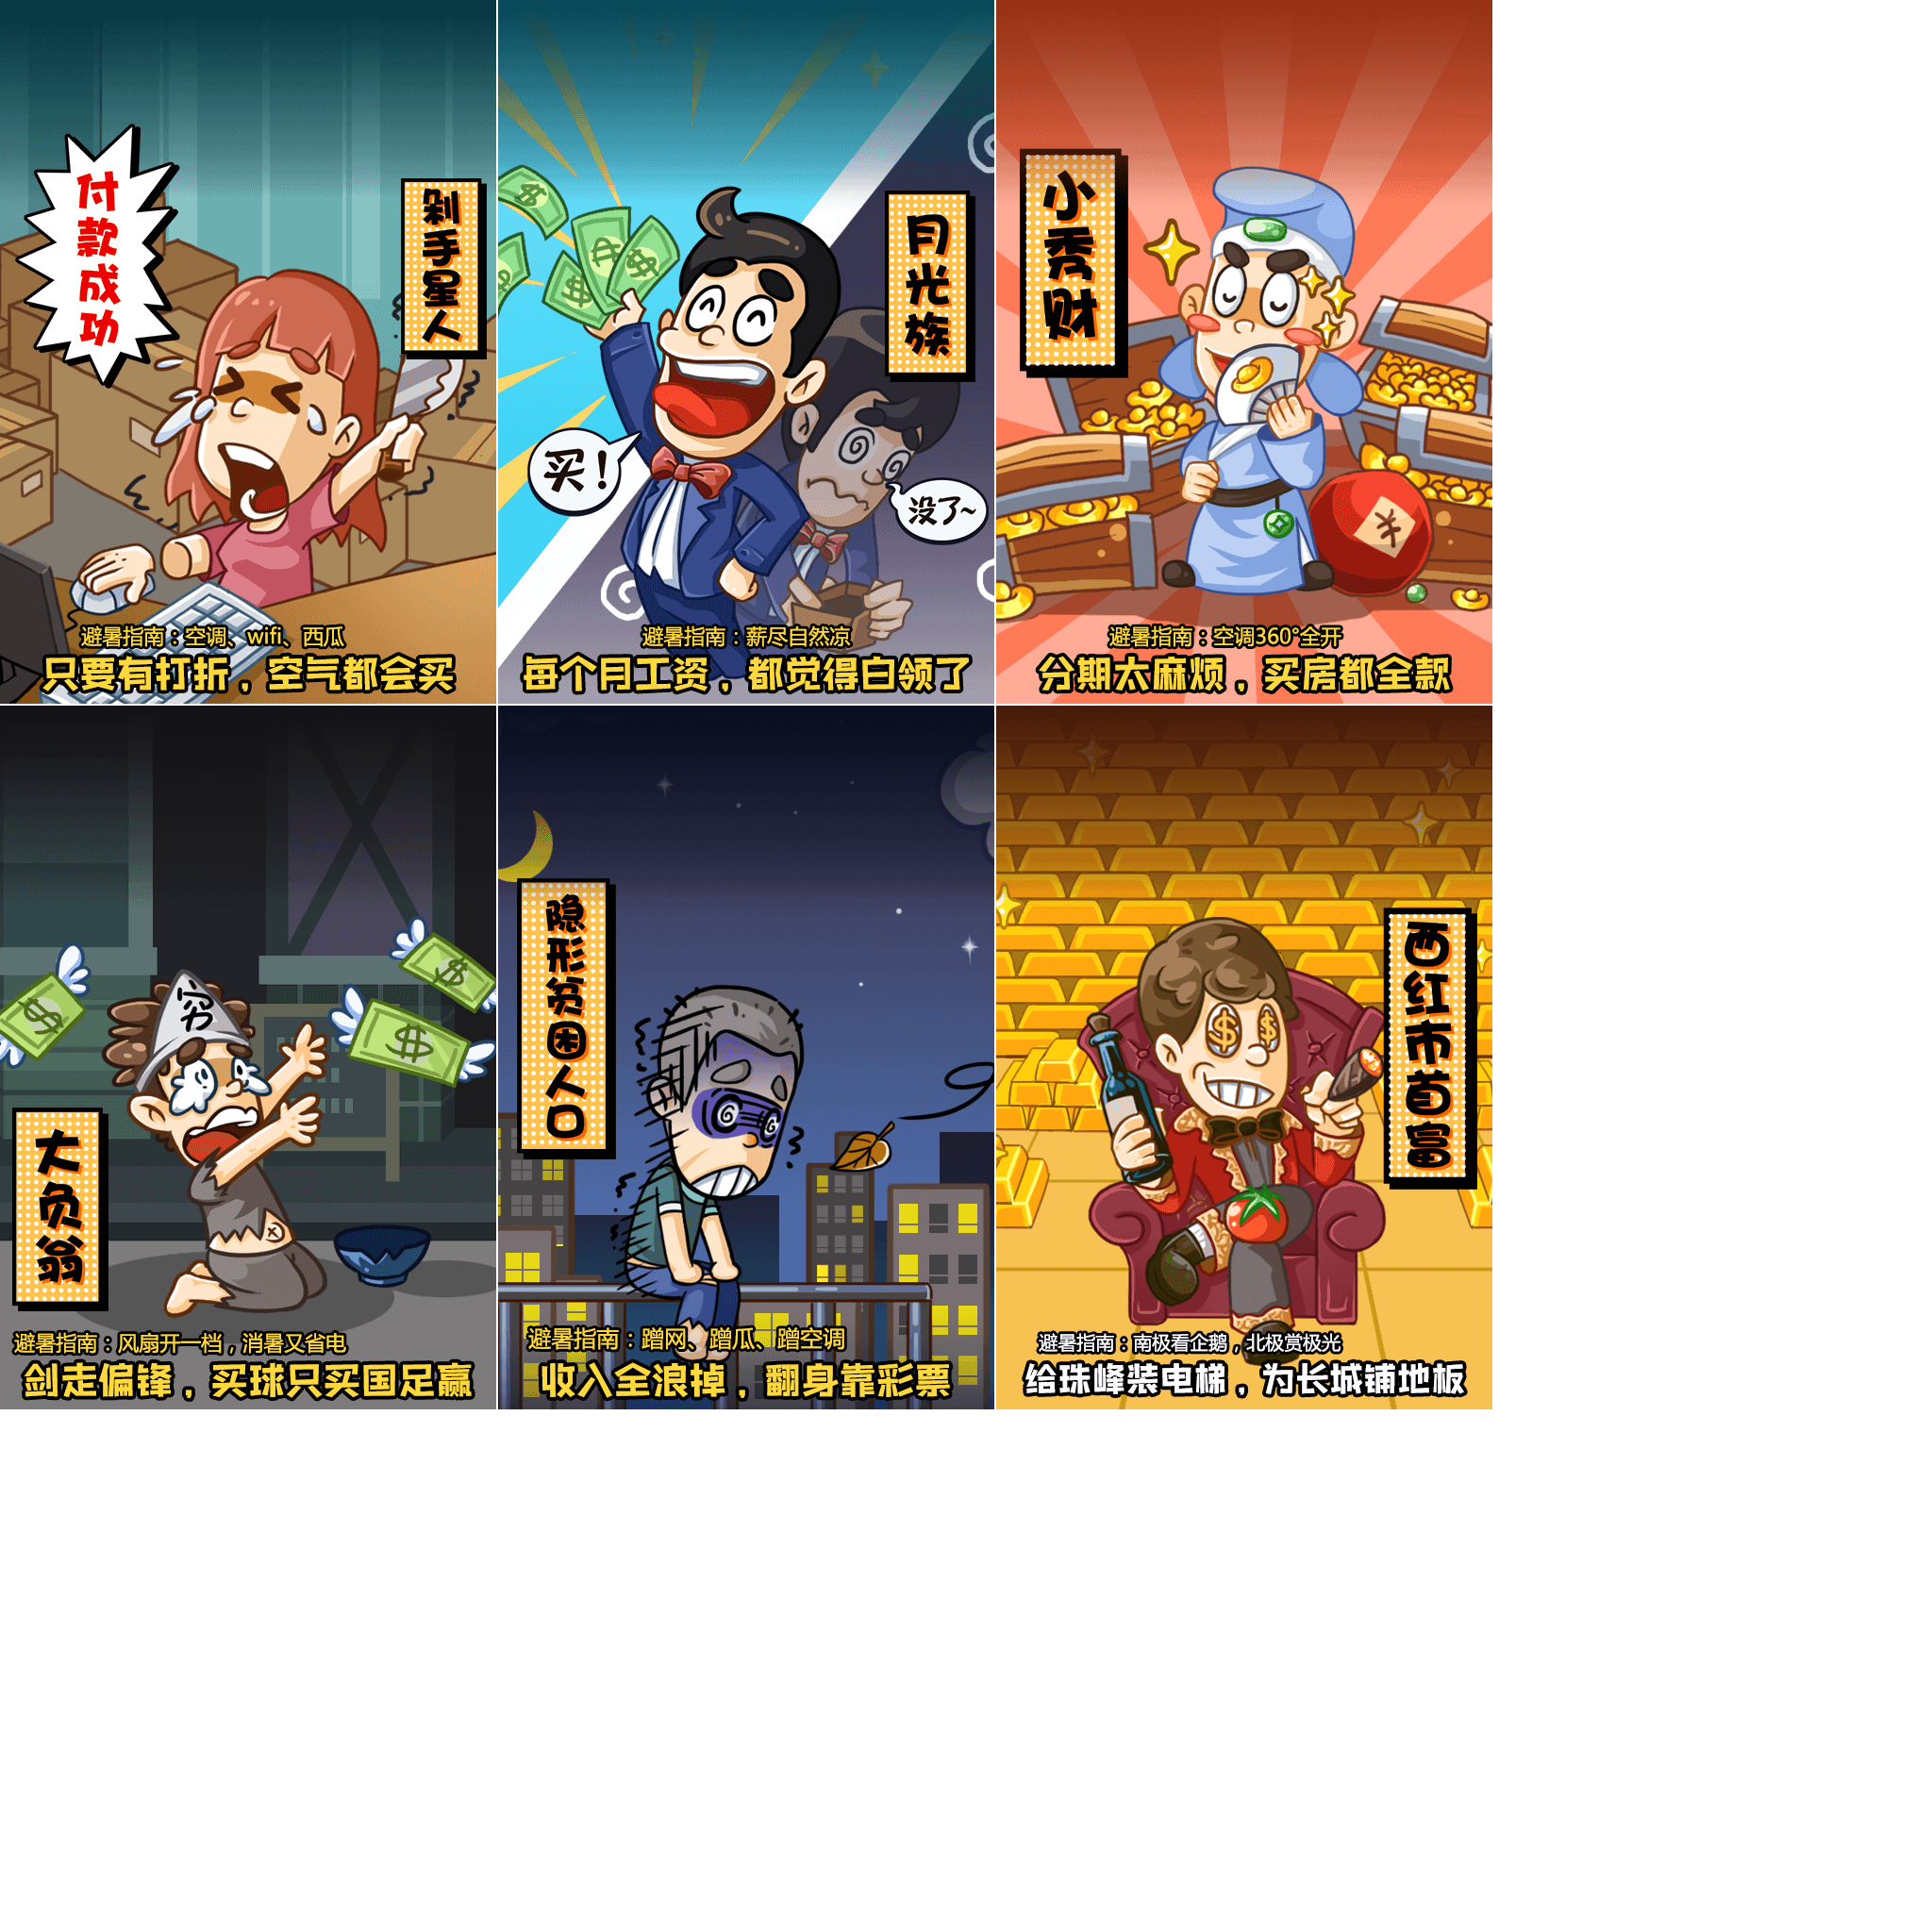 付款成功
剁手星人
避暑指南：空调、wifi、西瓜
只要有打折，空气都会买
月光族
买！
没了~
避暑指南：薪尽自然凉
每个月工资，都觉得白领了
小秀财
避暑指南：空调360°全开
分期太麻烦，买房都全款
穷
大负翁
避暑指南：风扇开一档，消暑又省电
剑走偏锋，买球只买国足赢
隐形贫困人口
避暑指南：蹭网、蹭瓜、蹭空调
收入全浪掉，翻身靠彩票
西红市首富
避暑指南：南极看企鹅，北极赏极光
给珠峰装电梯，为长城铺地板